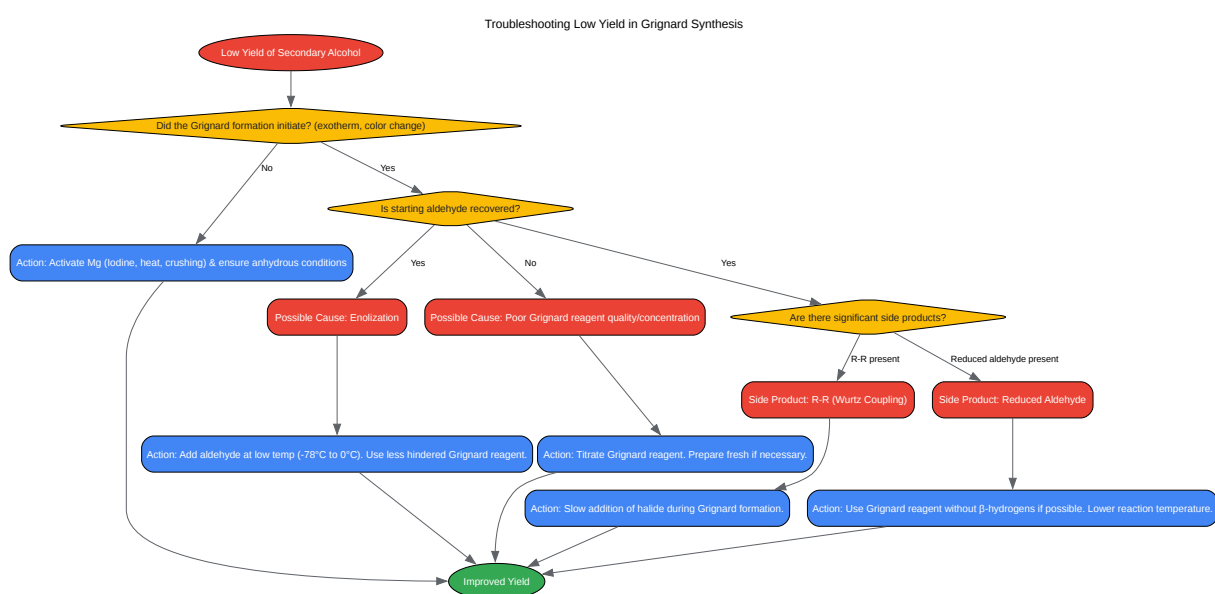 Troubleshooting Low Yield in Grignard Synthesis
Low Yield of Secondary Alcohol
Did the Grignard formation initiate? (exotherm, color change)
No
Yes
Is starting aldehyde recovered?
Action: Activate Mg (Iodine, heat, crushing) & ensure anhydrous conditions
Yes
No
Yes
Possible Cause: Enolization
Possible Cause: Poor Grignard reagent quality/concentration
Are there significant side products?
R-R present
Reduced aldehyde present
Side Product: R-R (Wurtz Coupling)
Side Product: Reduced Aldehyde
Action: Add aldehyde at low temp (-78°C to 0°C). Use less hindered Grignard reagent.
Action: Titrate Grignard reagent. Prepare fresh if necessary.
Action: Slow addition of halide during Grignard formation.
Action: Use Grignard reagent without β-hydrogens if possible. Lower reaction temperature.
Improved Yield